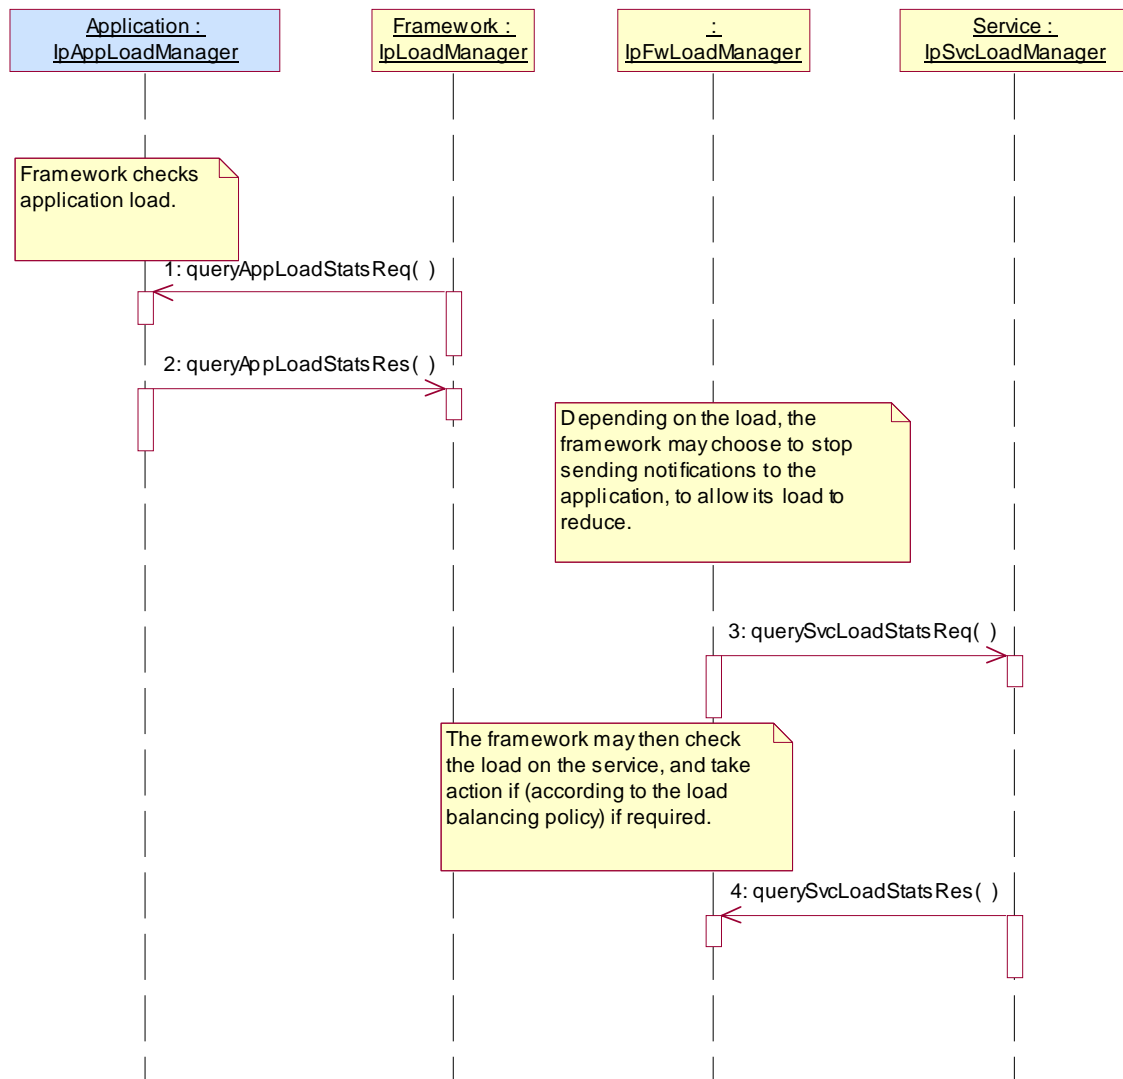 Application :
IpAppLoadManager
Framework :
IpLoadManager
:
IpFwLoadManager
Service :
IpSvcLoadManager
Framework checks
application load.
1: queryAppLoadStatsReq( )
2: queryAppLoadStatsRes( )
Depending on the load, the
framework may choose to stop
sending notifications to the
application, to allow its load to
reduce.
3: querySvcLoadStatsReq( )
The framework may then check
the load on the service, and take
action if (according to the load
balancing policy) if required.
4: querySvcLoadStatsRes( )